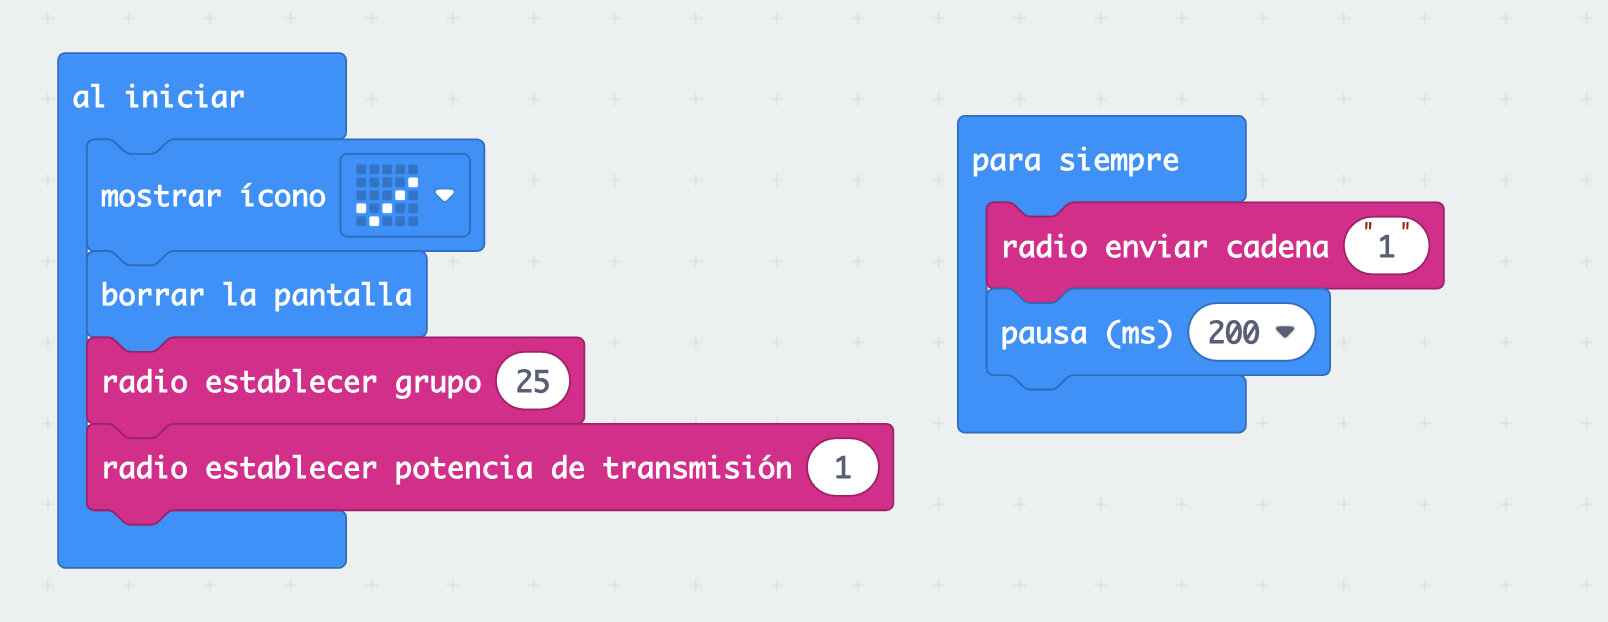 al iniciar
mostrar ícono
borrar la pantalla
radio establecer grupo 25
radio establecer potencia de transmisión 1
para siempre
radio enviar cadena "1"
pausa (ms) 200